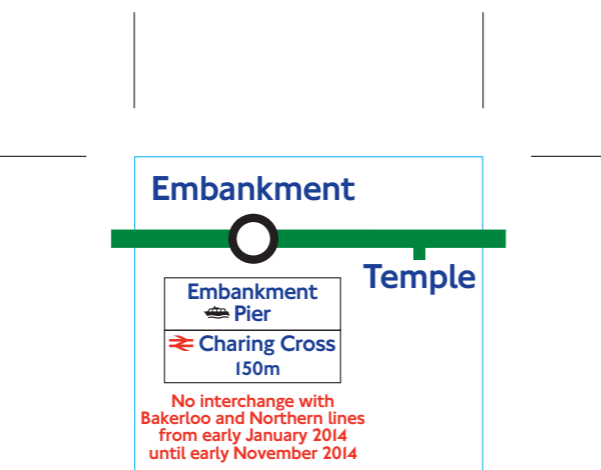 Embankment
Temple
Embankment
Pier
Charing Cross
150m
No interchange with
Bakerloo and Northern lines
from early January 2014
until early November 2014